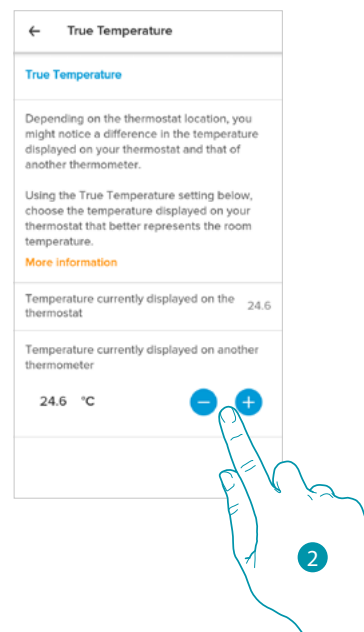 ← True Temperature
True Temperature
Depending on the thermostat location, you
might notice a difference in the temperature
displayed on your thermostat and that of
another thermometer.
Using the True Temperature setting below,
choose the temperature displayed on your
thermostat that better represents the room
temperature.
More information
Temperature currently displayed on the
thermostat
24.6
Temperature currently displayed on another
thermometer
24.6 °C − +
2